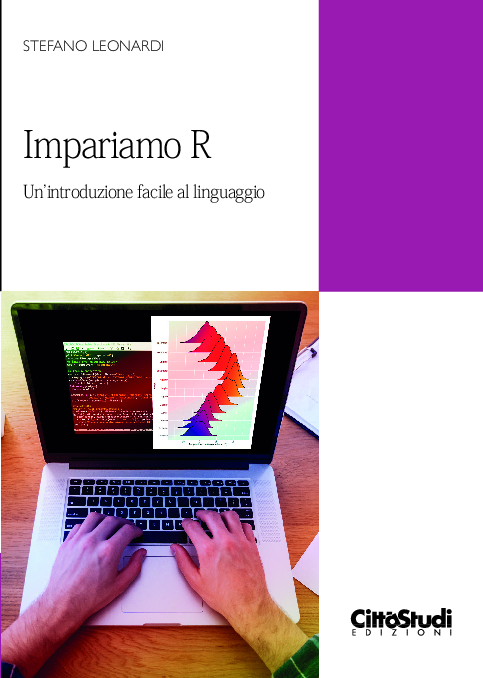 STEFANO LEONARDI
Impariamo R
Un'introduzione facile al linguaggio
CittàStudi
EDIZIONI